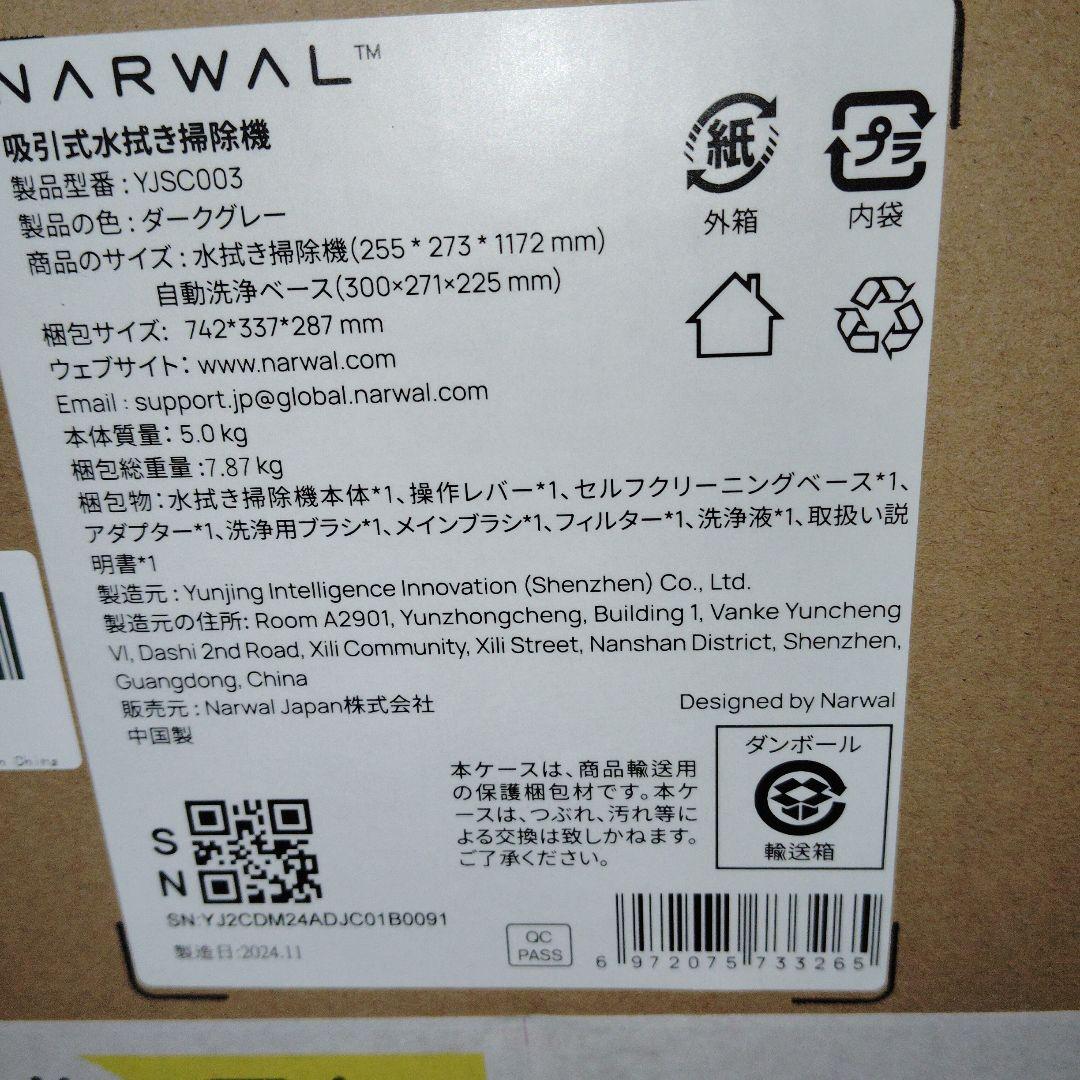 NARWAL™
吸引式水拭き掃除機
製品型番：YJSC003
製品の色：ダークグレー
商品のサイズ：水拭き掃除機(255 * 273 * 1172 mm)
自動洗浄ベース(300×271×225 mm)
梱包サイズ: 742*337*287 mm
ウェブサイト：www.narwal.com
Email : support.jp@global.narwal.com
本体質量：5.0 kg
梱包総重量 :7.87 kg
梱包物：水拭き掃除機本体*1、操作レバー*1、セルフクリーニングベース*1、
アダプター*1、洗浄用ブラシ*1、メインブラシ*1、フィルター*1、洗浄液*1、取扱い説
明書*1
製造元 : Yunjing Intelligence Innovation (Shenzhen) Co., Ltd.
製造元の住所: Room A2901, Yunzhongcheng, Building 1, Vanke Yuncheng
VI, Dashi 2nd Road, Xili Community, Xili Street, Nanshan District, Shenzhen,
Guangdong, China
販売元 : Narwal Japan株式会社
中国製
Designed by Narwal
紙
外箱
プラ
内袋
ダンボール
輸送箱
本ケースは、商品輸送用
の保護梱包材です。本ケ
ースは、つぶれ、汚れ等に
よる交換は致しかねます。
ご了承ください。
S
N
SN:YJ2CDM24ADJC01B0091
製造日:2024.11
QC
PASS
6 972075 733265
n China